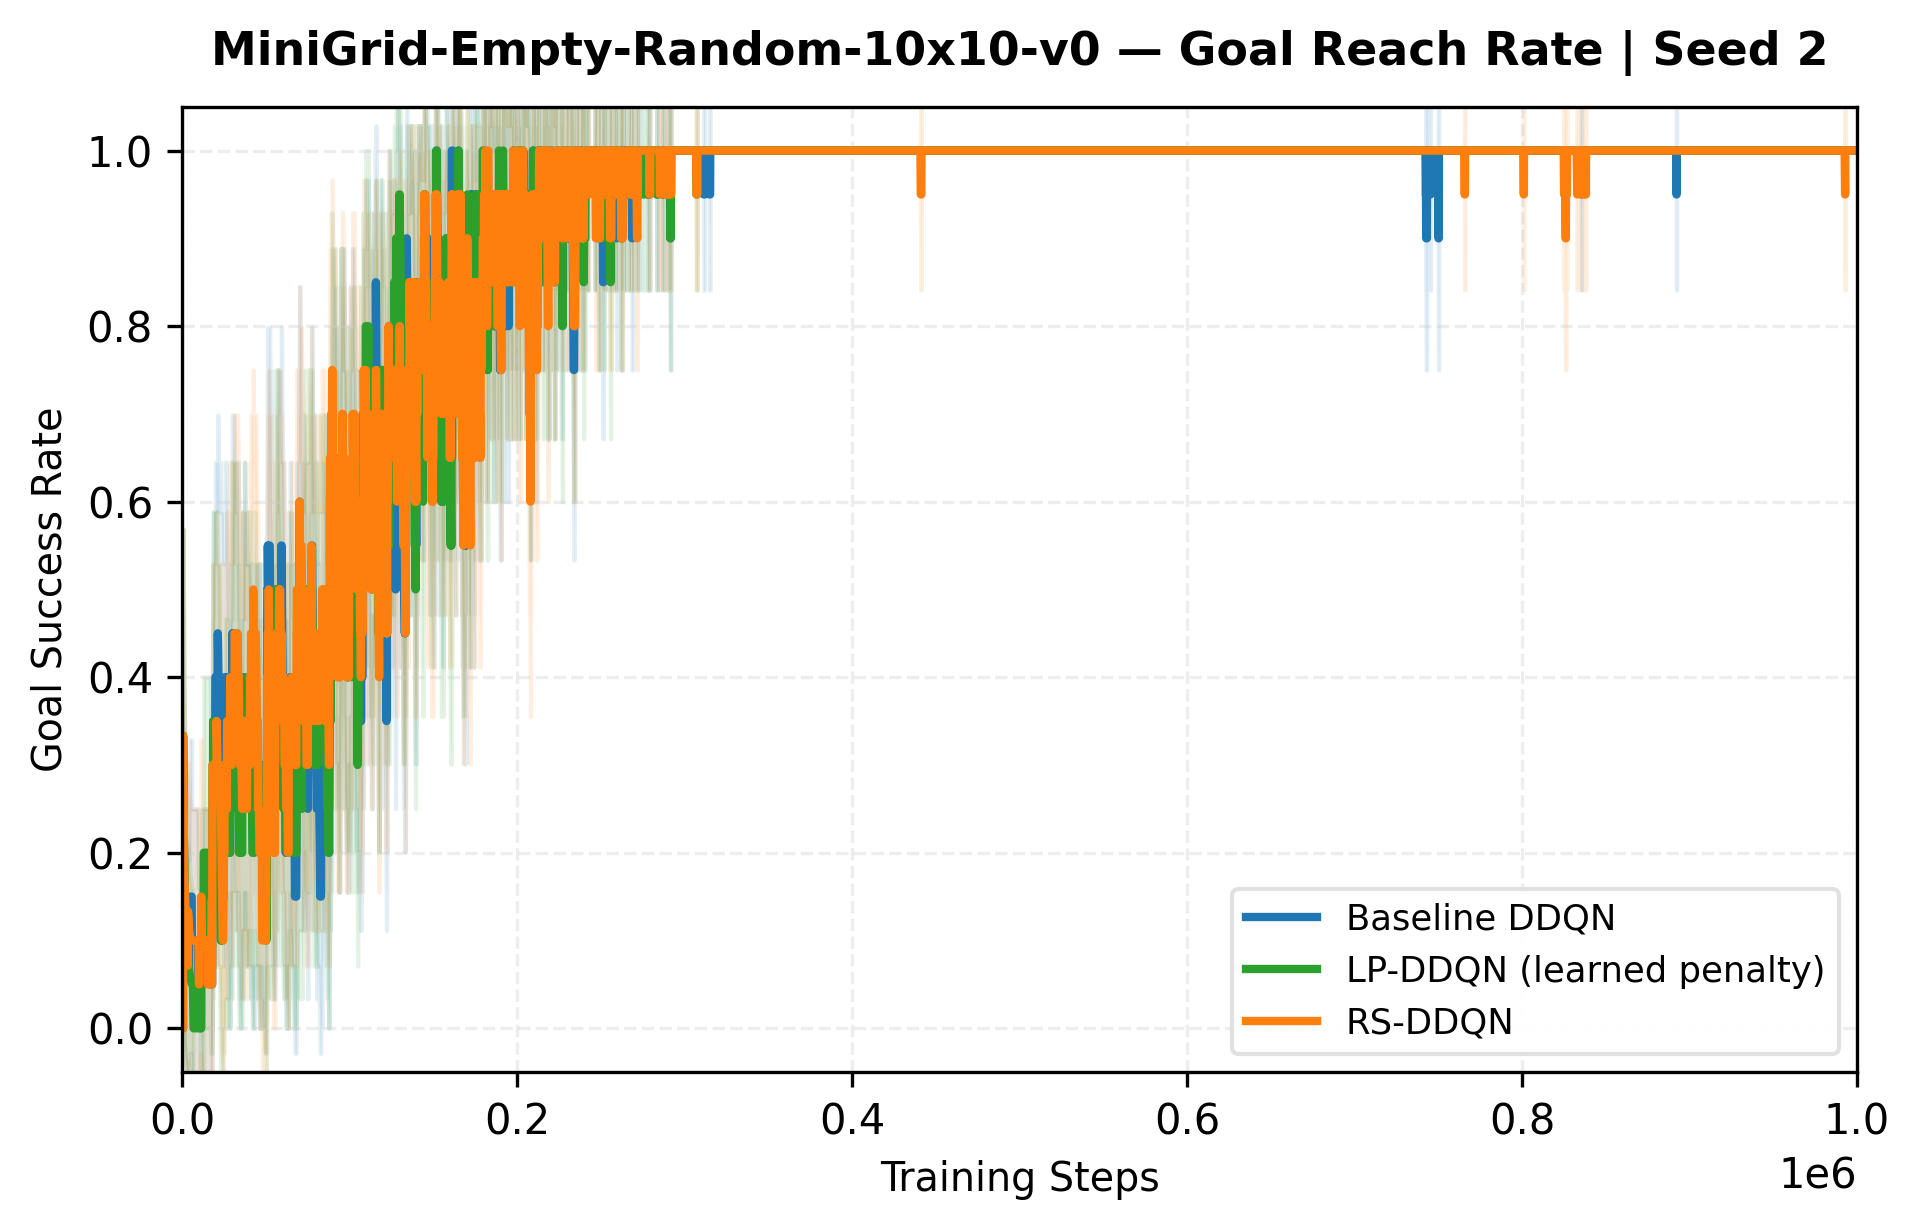 MiniGrid-Empty-Random-10x10-v0 — Goal Reach Rate | Seed 2
Goal Success Rate
1.0
0.8
0.6
0.4
0.2
0.0
Baseline DDQN
LP-DDQN (learned penalty)
RS-DDQN
0.0 0.2 0.4 0.6 0.8 1.0
1e6
Training Steps